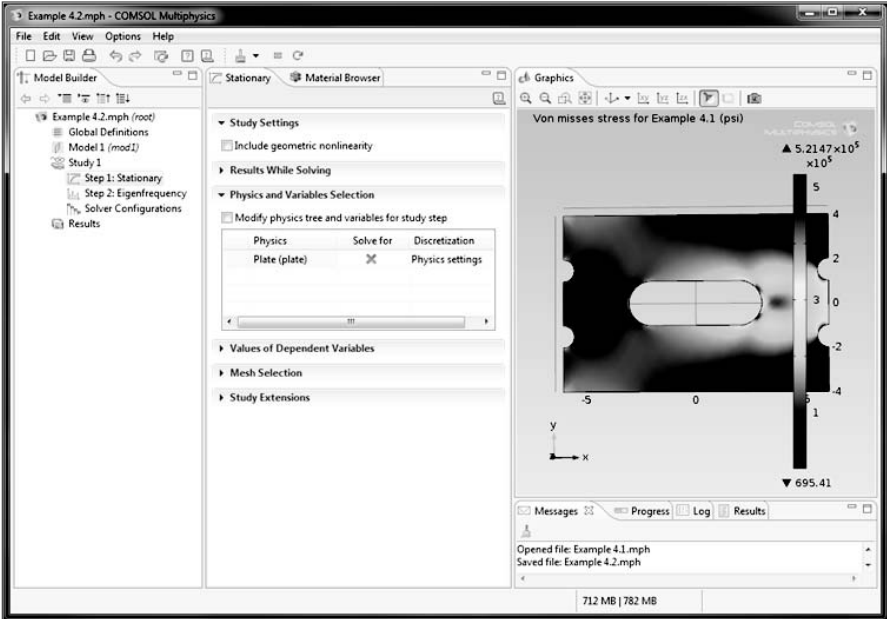 Example 4.2.mph - COMSOL Multiphysics
File Edit View Options Help
Model Builder
Example 4.2.mph (root)
Global Definitions
Model 1 (mod1)
Study 1
Step 1: Stationary
Step 2: Eigenfrequency
Solver Configurations
Results
Stationary Material Browser
Study Settings
Include geometric nonlinearity
Results While Solving
Physics and Variables Selection
Modify physics tree and variables for study step
Physics Solve for Discretization
Plate (plate) Physics settings
Values of Dependent Variables
Mesh Selection
Study Extensions
Graphics
xy yz zx
Von misses stress for Example 4.1 (psi)
COMSOL
MULTIPHYSICS
▲ 5.2147×10⁵
×10⁵
5
4
2
3 0
-2
-4
-5 0 5
1
y
x
▼ 695.41
Messages Progress Log Results
Opened file: Example 4.1.mph
Saved file: Example 4.2.mph
712 MB | 782 MB